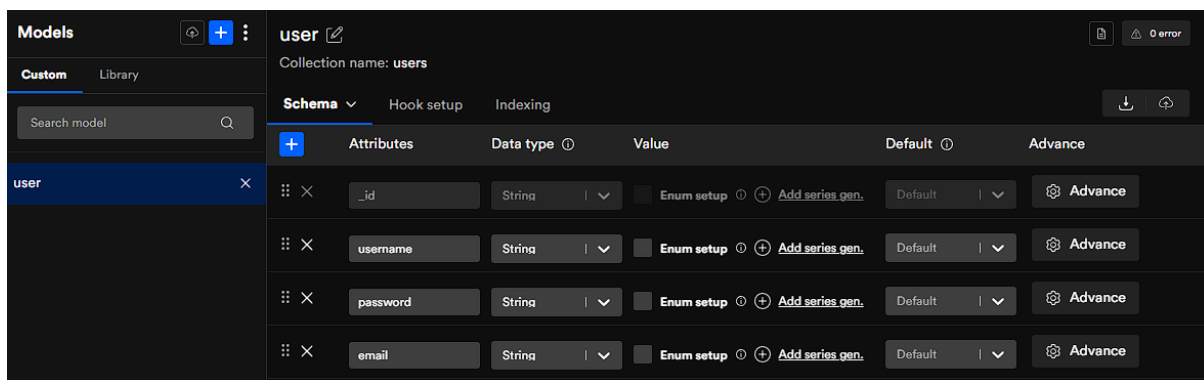 Models
Custom Library
Search model
user
user
Collection name: users
0 error
Schema Hook setup Indexing
Attributes Data type Value Default Advance
_id String Enum setup Add series gen. Default Advance
username String Enum setup Add series gen. Default Advance
password String Enum setup Add series gen. Default Advance
email String Enum setup Add series gen. Default Advance